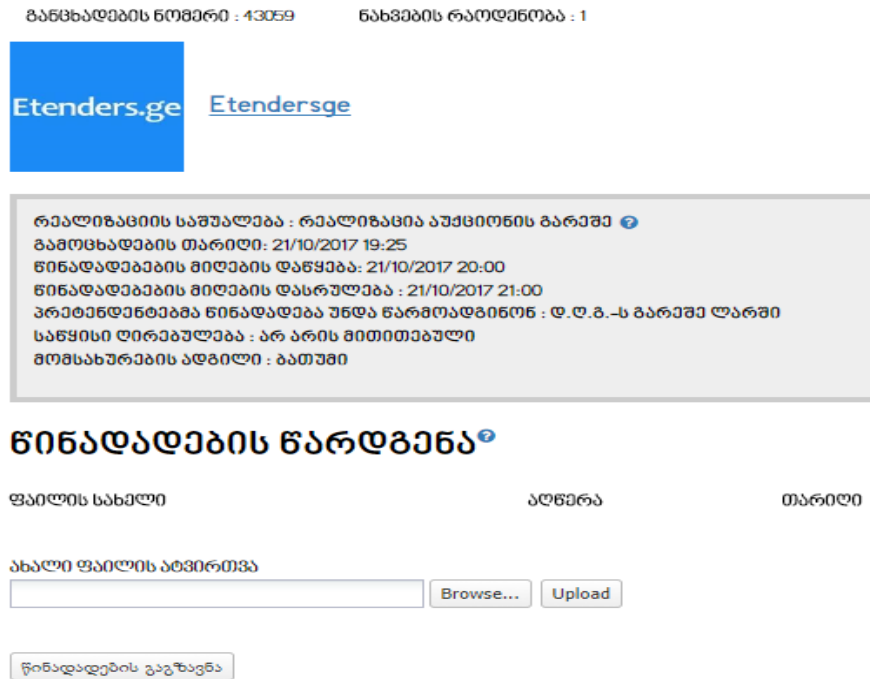 განცხადების ნომერი : 43059 ნახვების რაოდენობა : 1
Etenders.ge Etendersge
რეალიზაციის საშუალება : რეალიზაცია აუქციონის გარეშე ?
გამოცხადების თარიღი: 21/10/2017 19:25
წინადადებების მიღების დაწყება: 21/10/2017 20:00
წინადადებების მიღების დასრულება : 21/10/2017 21:00
პრეტენდენტებმა წინადადება უნდა წარმოადგინონ : დ.ღ.გ.-ს გარეშე ლარში
საწყისი ღირებულება : არ არის მითითებული
მომსახურების ადგილი : ბათუმი
წინადადების წარდგენა ?
ფაილის სახელი აღწერა თარიღი
ახალი ფაილის ატვირთვა
Browse... Upload
წინადადების გაგზავნა